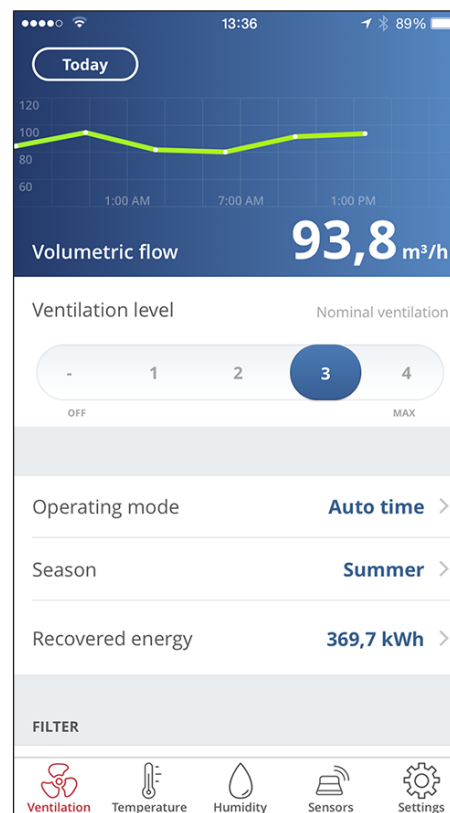 13:36 89%
Today
120
100
80
60
1:00 AM 7:00 AM 1:00 PM
Volumetric flow 93,8 m³/h
Ventilation level Nominal ventilation
- 1 2 3 4
OFF MAX
Operating mode Auto time
Season Summer
Recovered energy 369,7 kWh
FILTER
Ventilation Temperature Humidity Sensors Settings